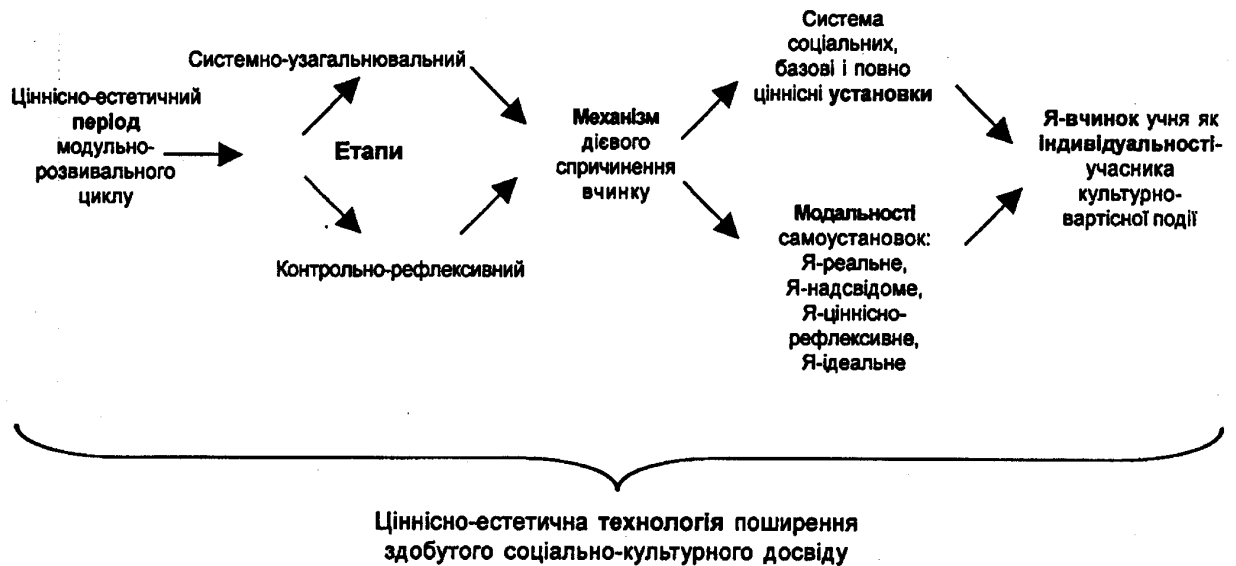 Ціннісно-естетичний
період
модульно-
розвивального
циклу
Системно-узагальнювальний
Етапи
Контрольно-рефлексивний
Механізм
дієвого
спричинення
вчинку
Система
соціальних,
базові і повно
ціннісні установки
Модальності
самоустановок:
Я-реальне,
Я-надсвідоме,
Я-ціннісно-
рефлексивне,
Я-ідеальне
Я-вчинок учня як
індивідуальності-
учасника
культурно-
вартісної події
Ціннісно-естетична технологія поширення
здобутого соціально-культурного досвіду